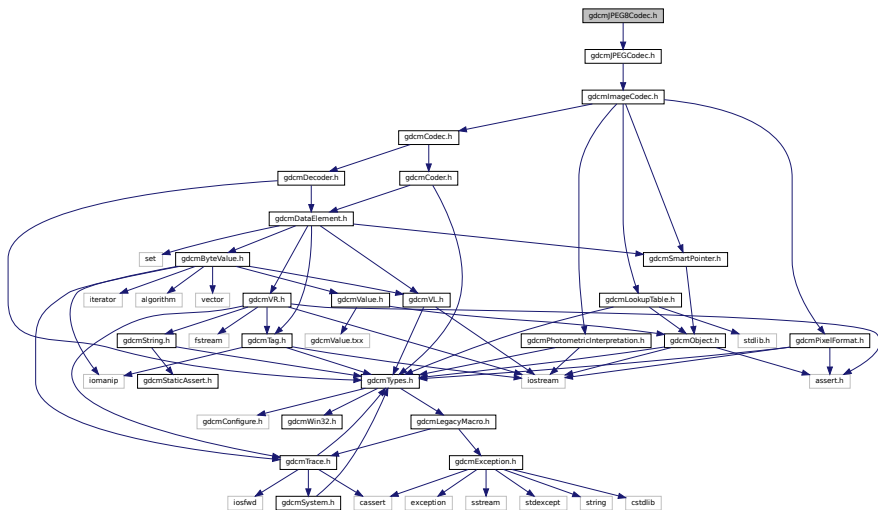 gdcmJPEG8Codec.h
gdcmJPEGCodec.h
gdcmImageCodec.h
gdcmCodec.h
gdcmDecoder.h
gdcmCoder.h
gdcmDataElement.h
set
gdcmByteValue.h
gdcmSmartPointer.h
iterator
algorithm
vector
gdcmVR.h
gdcmValue.h
gdcmVL.h
gdcmLookupTable.h
gdcmString.h
fstream
gdcmTag.h
gdcmValue.txx
gdcmPhotometricInterpretation.h
gdcmObject.h
stdlib.h
gdcmPixelFormat.h
iomanip
gdcmStaticAssert.h
gdcmTypes.h
iostream
assert.h
gdcmConfigure.h
gdcmWin32.h
gdcmLegacyMacro.h
gdcmTrace.h
gdcmException.h
iosfwd
gdcmSystem.h
cassert
exception
sstream
stdexcept
string
cstdlib